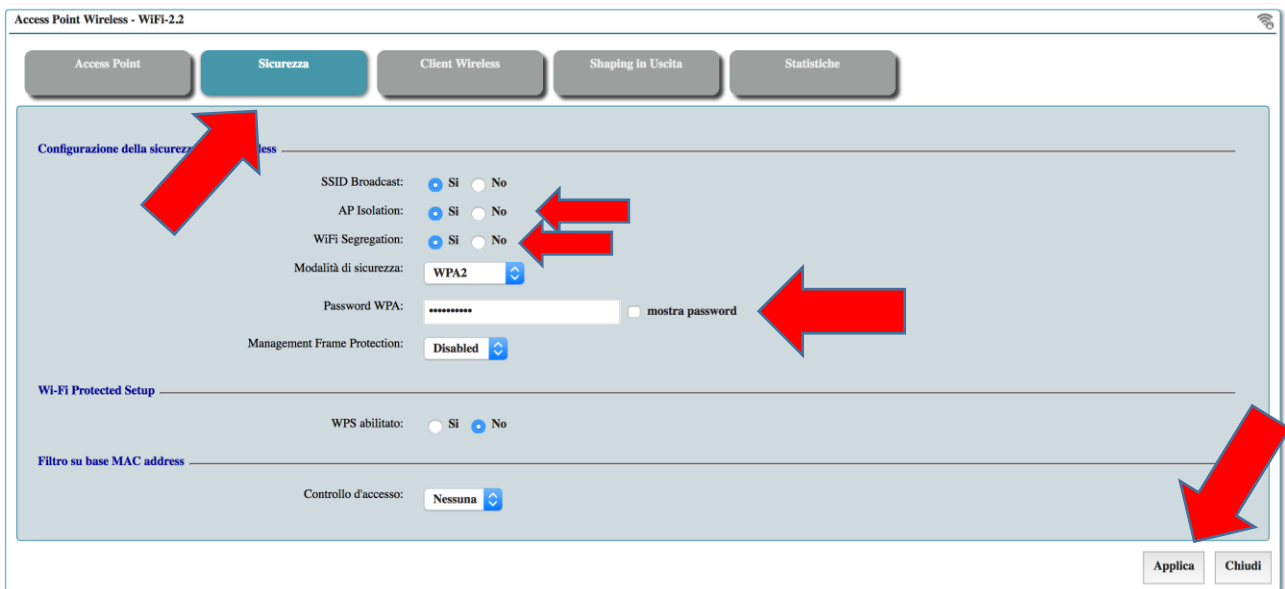 Access Point Wireless - WiFi-2.2
Access Point Sicurezza Client Wireless Shaping in Uscita Statistiche
Configurazione della sicurezz less
SSID Broadcast: Si No
AP Isolation: Si No
WiFi Segregation: Si No
Modalità di sicurezza: WPA2
Password WPA: •••••••••• mostra password
Management Frame Protection: Disabled
Wi-Fi Protected Setup
WPS abilitato: Si No
Filtro su base MAC address
Controllo d'accesso: Nessuna
Applica Chiudi